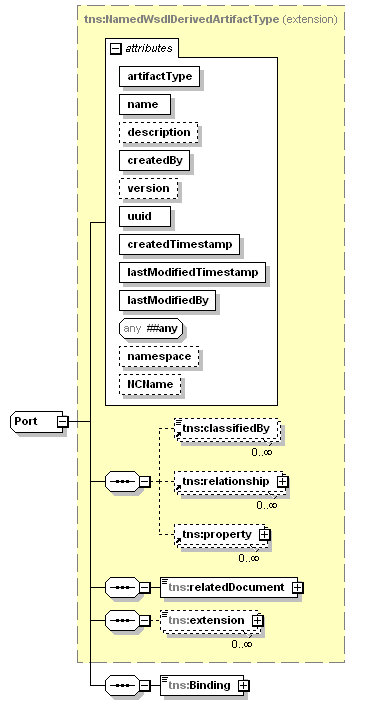 tns:NamedWsdlDerivedArtifactType (extension)
attributes
artifactType
name
description
createdBy
version
uuid
createdTimestamp
lastModifiedTimestamp
lastModifiedBy
any ##any
namespace
NCName
Port
tns:classifiedBy
0..∞
tns:relationship
0..∞
tns:property
0..∞
tns:relatedDocument
tns:extension
0..∞
tns:Binding